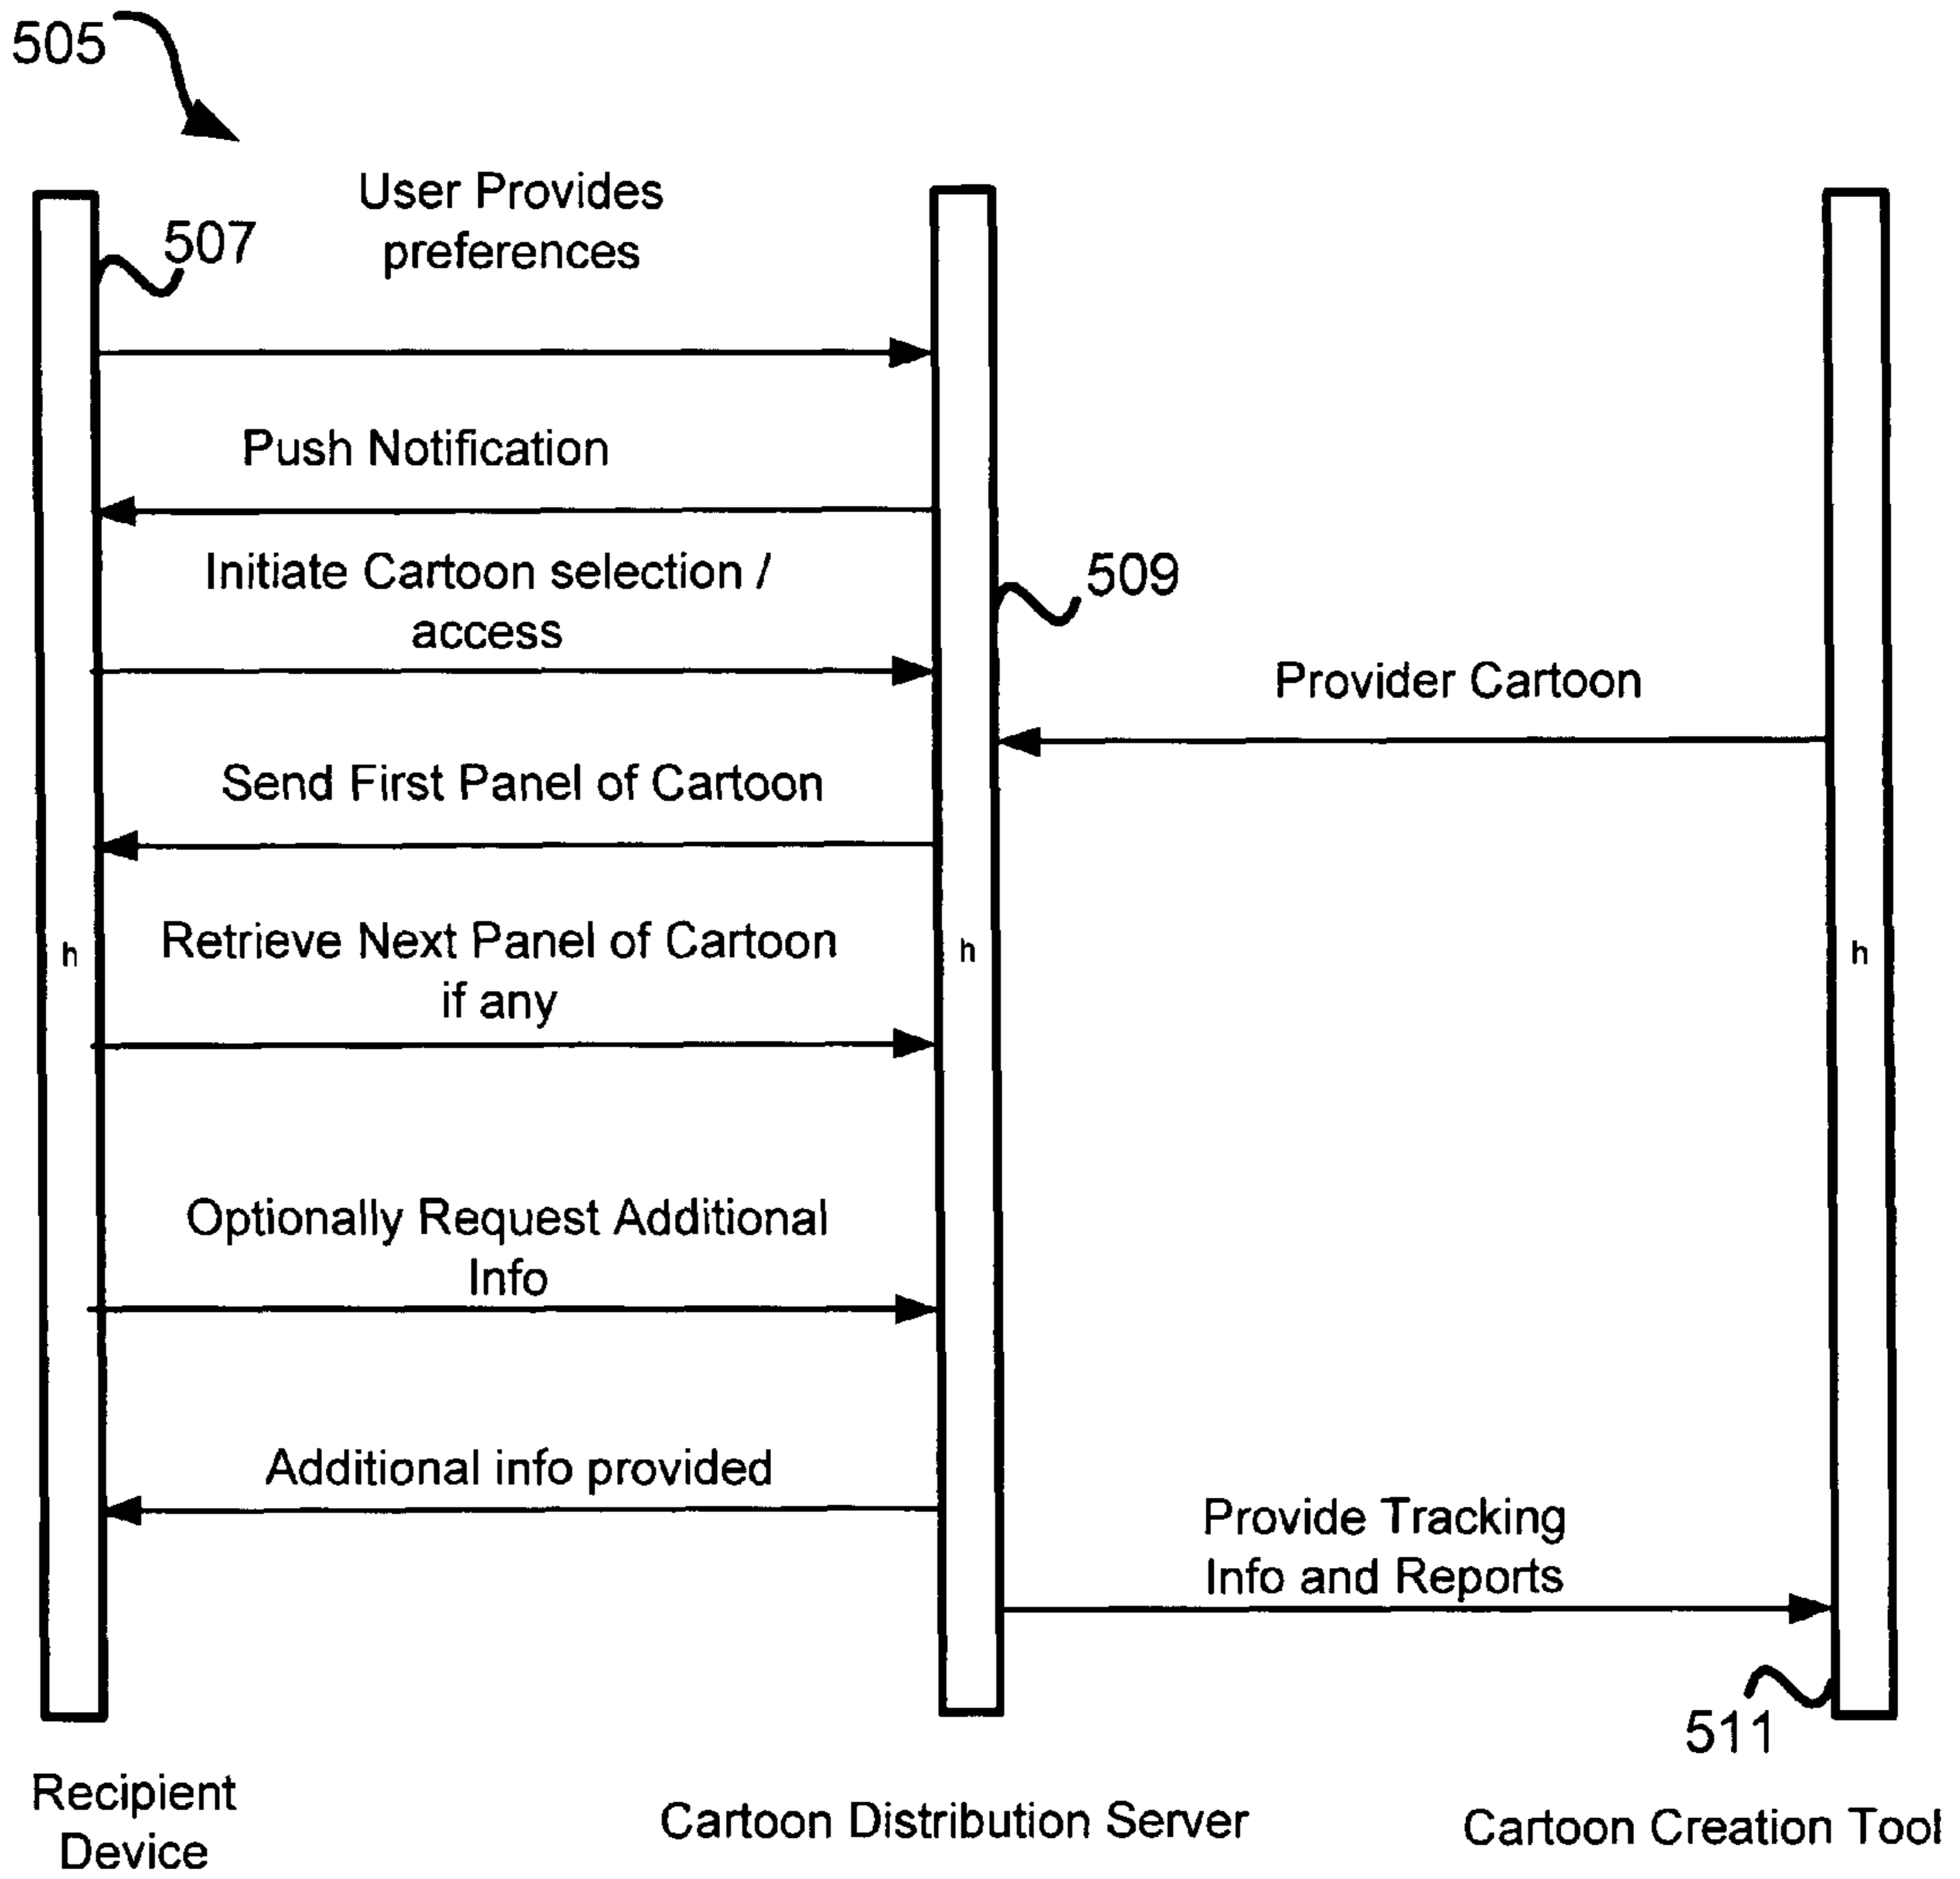 505
User Provides
preferences
507
Push Notification
Initiate Cartoon selection /
access
509
Provider Cartoon
Send First Panel of Cartoon
Retrieve Next Panel of Cartoon
if any
h
h
h
Optionally Request Additional
Info
Additional info provided
Provide Tracking
Info and Reports
511
Recipient
Device
Cartoon Distribution Server
Cartoon Creation Tool